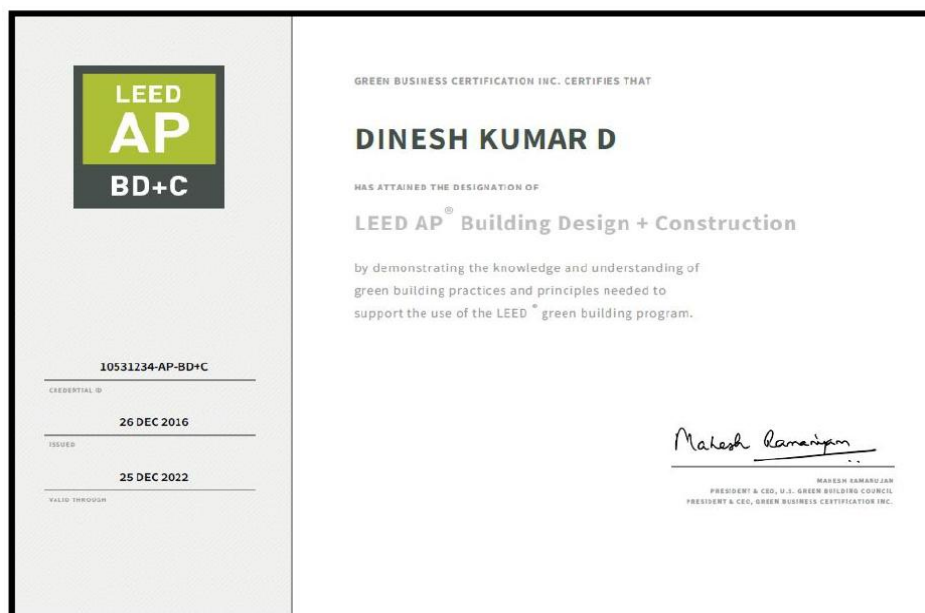 LEED
AP
BD+C
10531234-AP-BD+C
CREDENTIAL ID
26 DEC 2016
ISSUED
25 DEC 2022
VALID THROUGH
GREEN BUSINESS CERTIFICATION INC. CERTIFIES THAT
DINESH KUMAR D
HAS ATTAINED THE DESIGNATION OF
LEED AP® Building Design + Construction
by demonstrating the knowledge and understanding of
green building practices and principles needed to
support the use of the LEED® green building program.
Mahesh Ramanujan
MAHESH RAMANUJAN
PRESIDENT & CEO, U.S. GREEN BUILDING COUNCIL
PRESIDENT & CEO, GREEN BUSINESS CERTIFICATION INC.